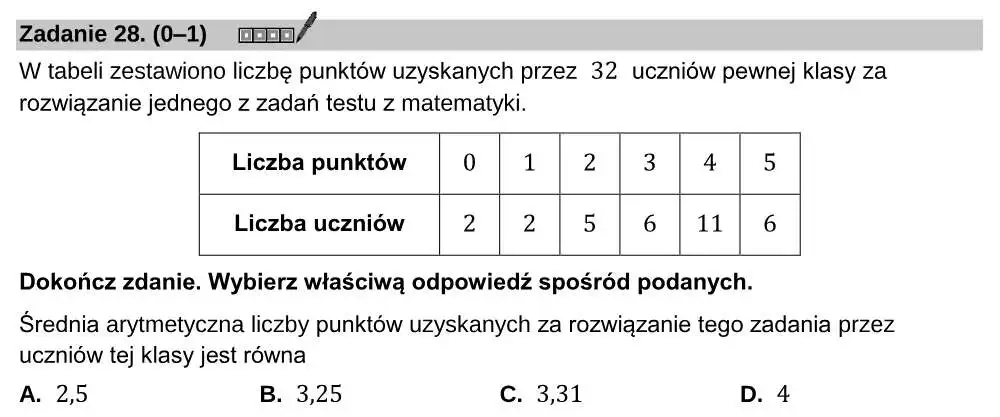 Zadanie 28. (0–1)
W tabeli zestawiono liczbę punktów uzyskanych przez 32 uczniów pewnej klasy za
rozwiązanie jednego z zadań testu z matematyki.
Liczba punktów 0 1 2 3 4 5
Liczba uczniów 2 2 5 6 11 6
Dokończ zdanie. Wybierz właściwą odpowiedź spośród podanych.
Średnia arytmetyczna liczby punktów uzyskanych za rozwiązanie tego zadania przez
uczniów tej klasy jest równa
A. 2,5 B. 3,25 C. 3,31 D. 4